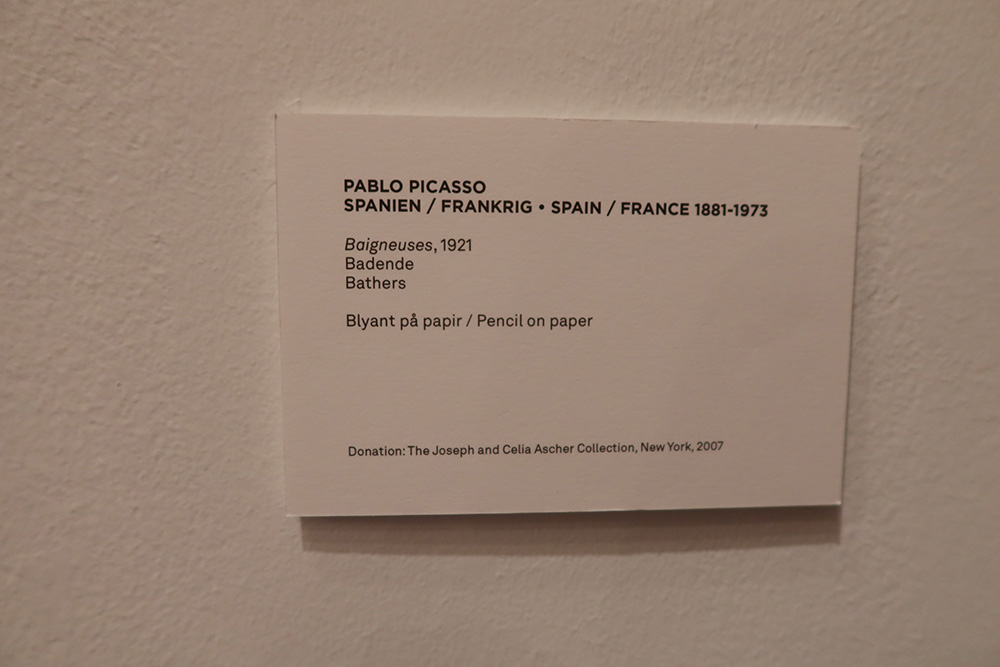 PABLO PICASSO
SPANIEN / FRANKRIG • SPAIN / FRANCE 1881-1973
Baigneuses, 1921
Badende
Bathers
Blyant på papir / Pencil on paper
Donation: The Joseph and Celia Ascher Collection, New York, 2007